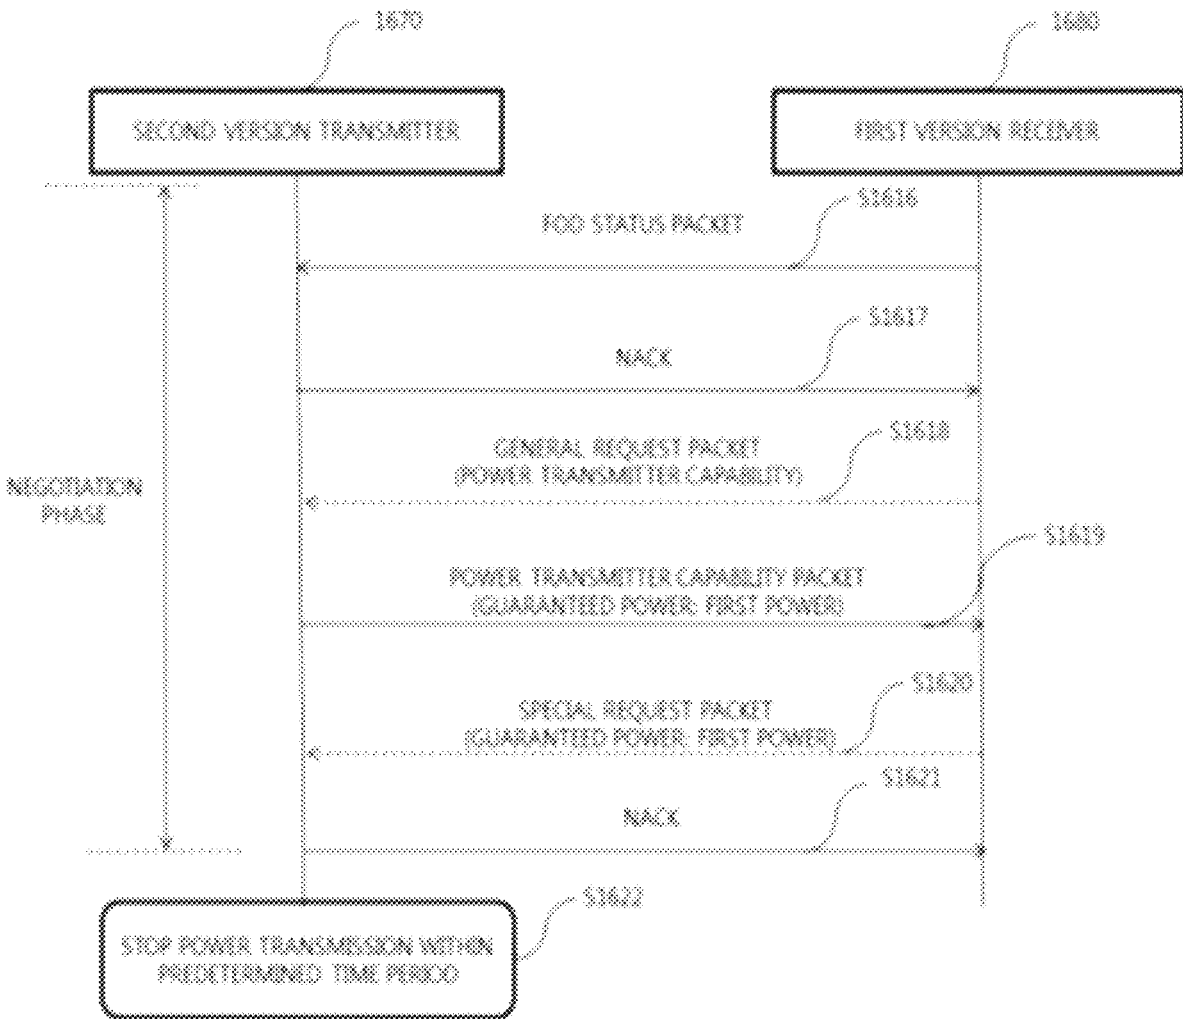 1670
1680
SECOND VERSION TRANSMITTER
FIRST VERSION RECEIVER
S1616
FOD STATUS PACKET
S1617
NACK
S1618
GENERAL REQUEST PACKET
(POWER TRANSMITTER CAPABILITY)
NEGOTIATION
PHASE
S1619
POWER TRANSMITTER CAPABILITY PACKET
(GUARANTEED POWER: FIRST POWER)
S1620
SPECIAL REQUEST PACKET
(GUARANTEED POWER: FIRST POWER)
S1621
NACK
S1622
STOP POWER TRANSMISSION WITHIN
PREDETERMINED TIME PERIOD